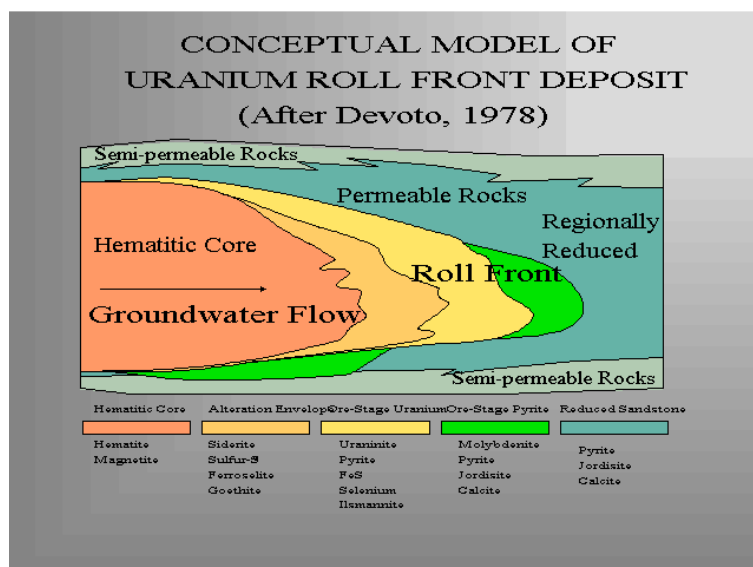 CONCEPTUAL MODEL OF
URANIUM ROLL FRONT DEPOSIT
(After Devoto, 1978)
Semi-permeable Rocks
Permeable Rocks
Regionally
Reduced
Hematitic Core
Roll Front
Groundwater Flow
Semi-permeable Rocks
Hematitic Core
Hematite
Magnetite
Alteration Envelop
Siderite
Sulfur-S
Ferroselite
Goethite
Ore-Stage Uranium
Uraninite
Pyrite
FeS
Selenium
Ilsmannite
Ore-Stage Pyrite
Molybdenite
Pyrite
Jordisite
Calcite
Reduced Sandstone
Pyrite
Jordisite
Calcite